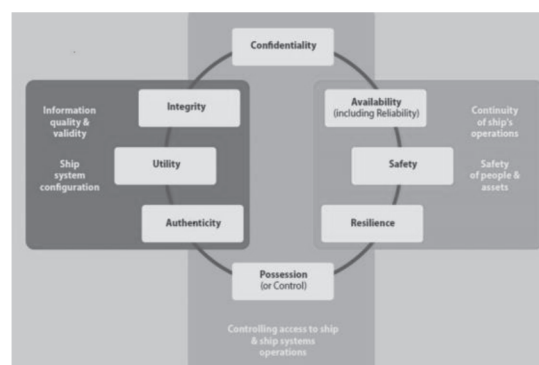 Confidentiality
Information
quality &
validity
Ship
system
configuration
Integrity
Utility
Authenticity
Availability
(including Reliability)
Safety
Resilience
Continuity
of ship's
operations
Safety
of people &
assets
Possession
(or Control)
Controlling access to ship
& ship systems
operations